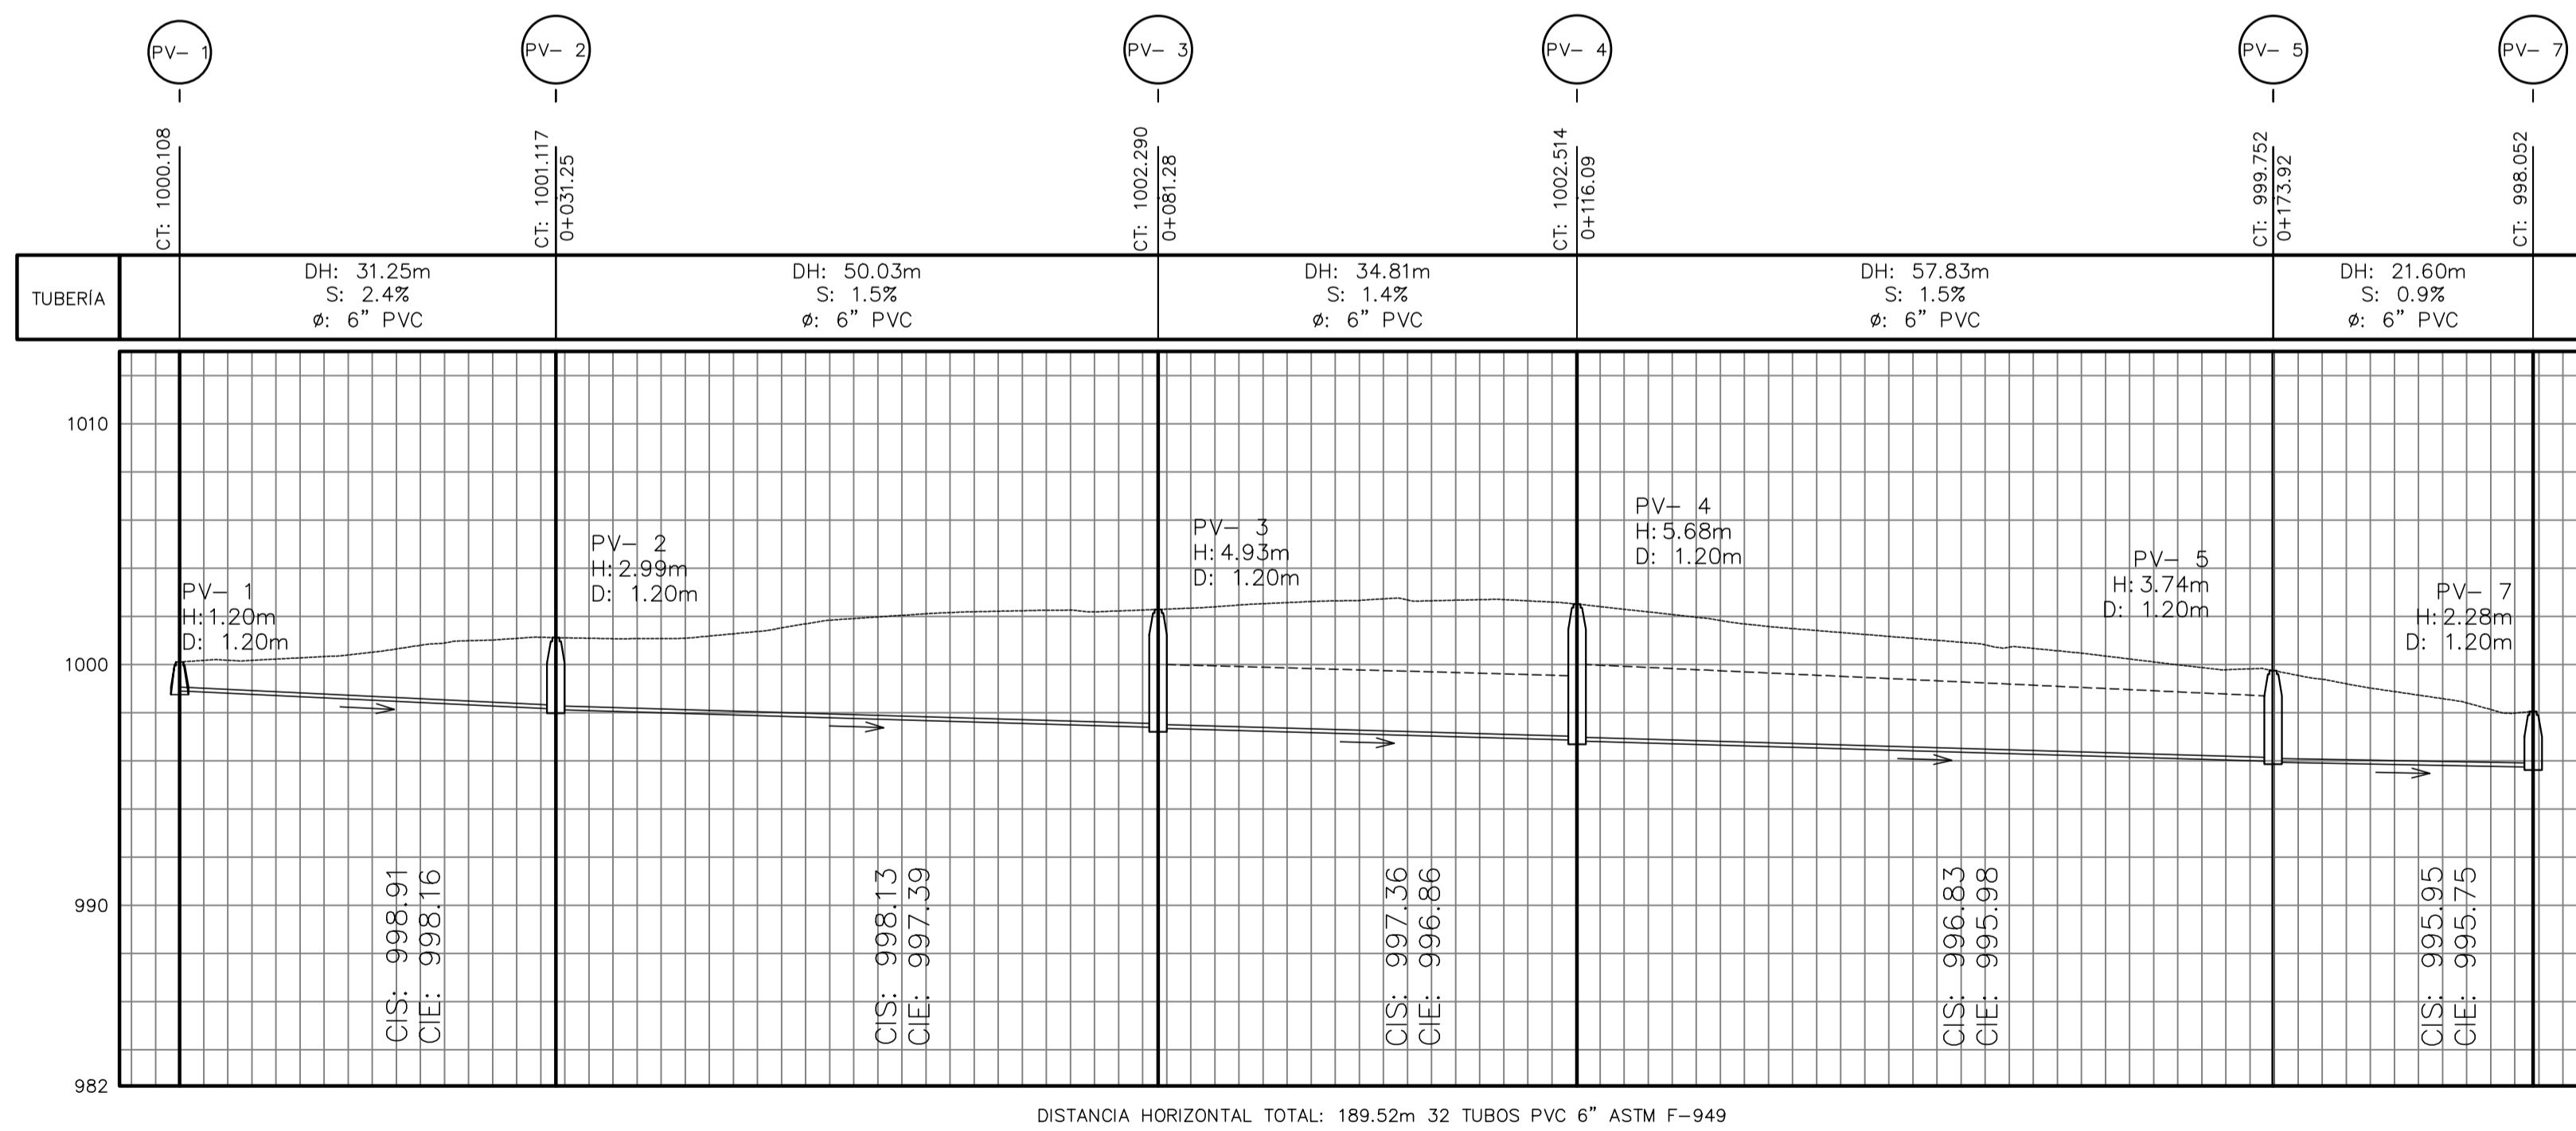 PV- 1
PV- 2
PV- 3
PV- 4
PV- 5
PV- 7
CT: 1000.108
CT: 1001.117
0+031.25
CT: 1002.290
0+081.28
CT: 1002.514
0+116.09
CT: 999.752
0+173.92
CT: 998.052
TUBERÍA
DH: 31.25m
S: 2.4%
ø: 6” PVC
DH: 50.03m
S: 1.5%
ø: 6” PVC
DH: 34.81m
S: 1.4%
ø: 6” PVC
DH: 57.83m
S: 1.5%
ø: 6” PVC
DH: 21.60m
S: 0.9%
ø: 6” PVC
1010
1000
990
982
PV- 1
H: 1.20m
D: 1.20m
PV- 2
H: 2.99m
D: 1.20m
PV- 3
H: 4.93m
D: 1.20m
PV- 4
H: 5.68m
D: 1.20m
PV- 5
H: 3.74m
D: 1.20m
PV- 7
H: 2.28m
D: 1.20m
CIS: 998.91
CIE: 998.16
CIS: 998.13
CIE: 997.39
CIS: 997.36
CIE: 996.86
CIS: 996.83
CIE: 995.98
CIS: 995.95
CIE: 995.75
DISTANCIA HORIZONTAL TOTAL: 189.52m 32 TUBOS PVC 6” ASTM F-949